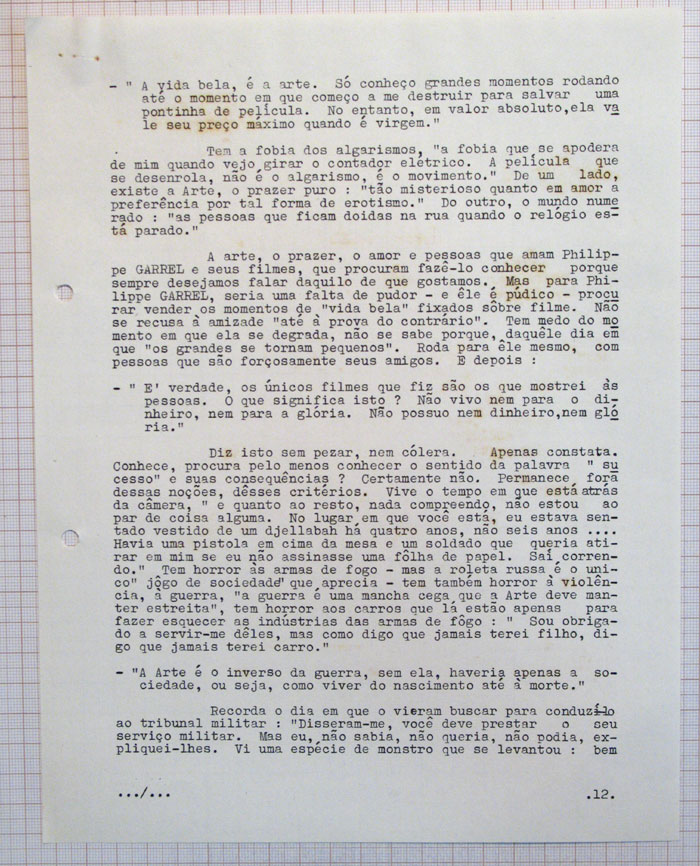 - " A vida bela, é a arte. Só conheço grandes momentos rodando
até o momento em que começo a me destruir para salvar uma
pontinha de película. No entanto, em valor absoluto,ela va
le seu preço máximo quando é virgem."
Tem a fobia dos algarismos, "a fobia que se apodera
de mim quando vejo girar o contador elétrico. A película que
se desenrola, não é o algarismo, é o movimento." De um lado,
existe a Arte, o prazer puro : "tão misterioso quanto em amor a
preferência por tal forma de erotismo." Do outro, o mundo nume
rado : "as pessoas que ficam doidas na rua quando o relógio es-
tá parado."
A arte, o prazer, o amor e pessoas que amam Philip-
pe GARREL e seus filmes, que procuram fazê-lo conhecer porque
sempre desejamos falar daquilo de que gostamos. Mas para Phi-
lippe GARREL, seria uma falta de pudor - e êle é púdico - procu
rar vender os momentos de "vida bela" fixados sôbre filme. Não
se recusa à amizade "até à prova do contrário". Tem medo do mo
mento em que ela se degrada, não se sabe porque, daquêle dia em
que "os grandes se tornam pequenos". Roda para êle mesmo, com
pessoas que são forçosamente seus amigos. E depois :
- " E' verdade, os únicos filmes que fiz são os que mostrei às
pessoas. O que significa isto ? Não vivo nem para o di-
nheiro, nem para a glória. Não possuo nem dinheiro,nem gló
ria."
Diz isto sem pezar, nem cólera. Apenas constata.
Conhece, procura pelo menos conhecer o sentido da palavra " su
cesso" e suas consequências ? Certamente não. Permanece fora
dessas noções, dêsses critérios. Vive o tempo em que está atrás
da câmera, " e quanto ao resto, nada compreendo, não estou ao
par de coisa alguma. No lugar em que você está, eu estava sen-
tado vestido de um djellabah há quatro anos, não seis anos ....
Havia uma pistola em cima da mesa e um soldado que queria ati-
rar em mim se eu não assinasse uma fôlha de papel. Saí corren-
do." Tem horror às armas de fogo - mas a roleta russa é o uni-
co" jôgo de sociedade" que aprecia - tem também horror à violên-
cia, à guerra, "a guerra é uma mancha cega que a Arte deve man-
ter estreita", tem horror aos carros que lá estão apenas para
fazer esquecer as indústrias das armas de fôgo : " Sou obriga-
do a servir-me dêles, mas como digo que jamais terei filho, di-
go que jamais terei carro."
- "A Arte é o inverso da guerra, sem ela, haveria apenas a so-
ciedade, ou seja, como viver do nascimento até à morte."
Recorda o dia em que o vieram buscar para conduzílo
ao tribunal militar : "Disseram-me, você deve prestar o seu
serviço militar. Mas eu, não sabia, não queria, não podia, ex-
pliquei-lhes. Vi uma espécie de monstro que se levantou : bem
.../... .12.